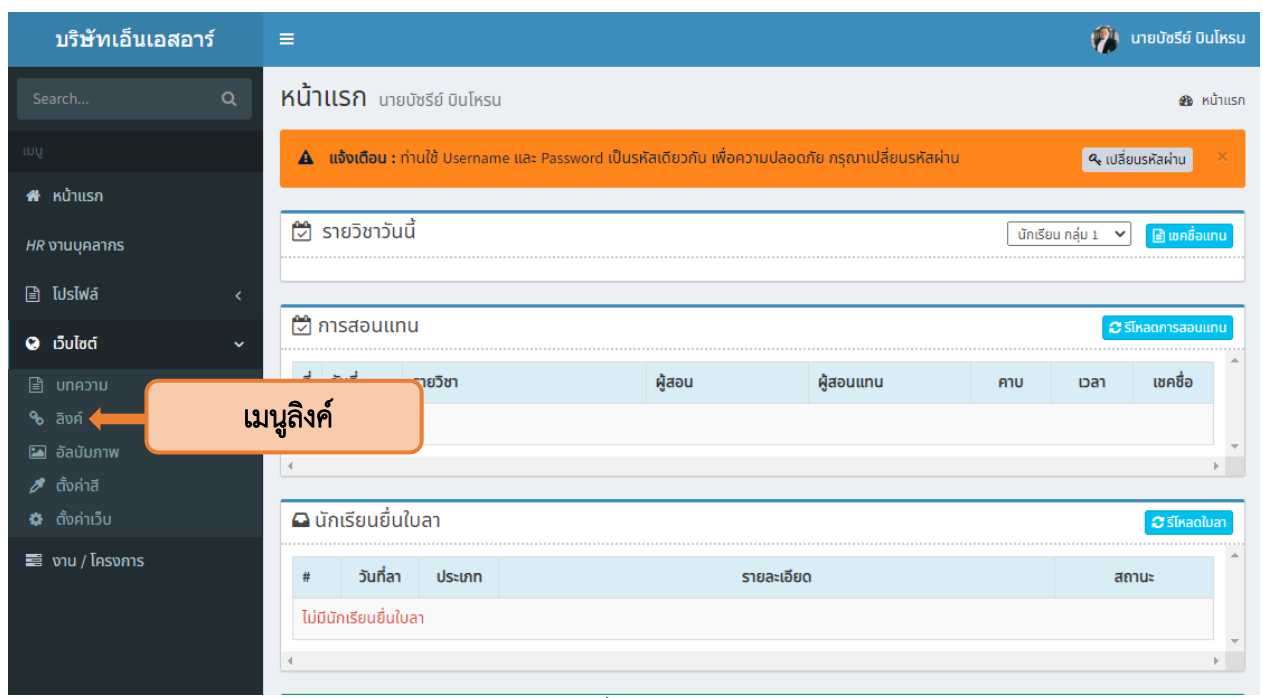 บริษัทเอ็นเอสอาร์
นายบัซรีย์ บินโหรน
Search...
หน้าแรก นายบัซรีย์ บินโหรน
หน้าแรก
เมนู
แจ้งเตือน : ท่านใช้ Username และ Password เป็นรหัสเดียวกัน เพื่อความปลอดภัย กรุณาเปลี่ยนรหัสผ่าน
เปลี่ยนรหัสผ่าน ×
หน้าแรก
HR งานบุคลากร
โปรไฟล์
เว็บไซต์
บทความ
ลิงค์
อัลบัมภาพ
ตั้งค่าสี
ตั้งค่าเว็บ
งาน / โครงการ
เมนูลิงค์
รายวิชาวันนี้
นักเรียน กลุ่ม 1
เชคชื่อแทน
การสอนแทน
รีโหลดการสอนแทน
รายวิชา ผู้สอน ผู้สอนแทน คาบ เวลา เชคชื่อ
นักเรียนยื่นใบลา
รีโหลดใบลา
# วันที่ลา ประเภท รายละเอียด สถานะ
ไม่มีนักเรียนยื่นใบลา